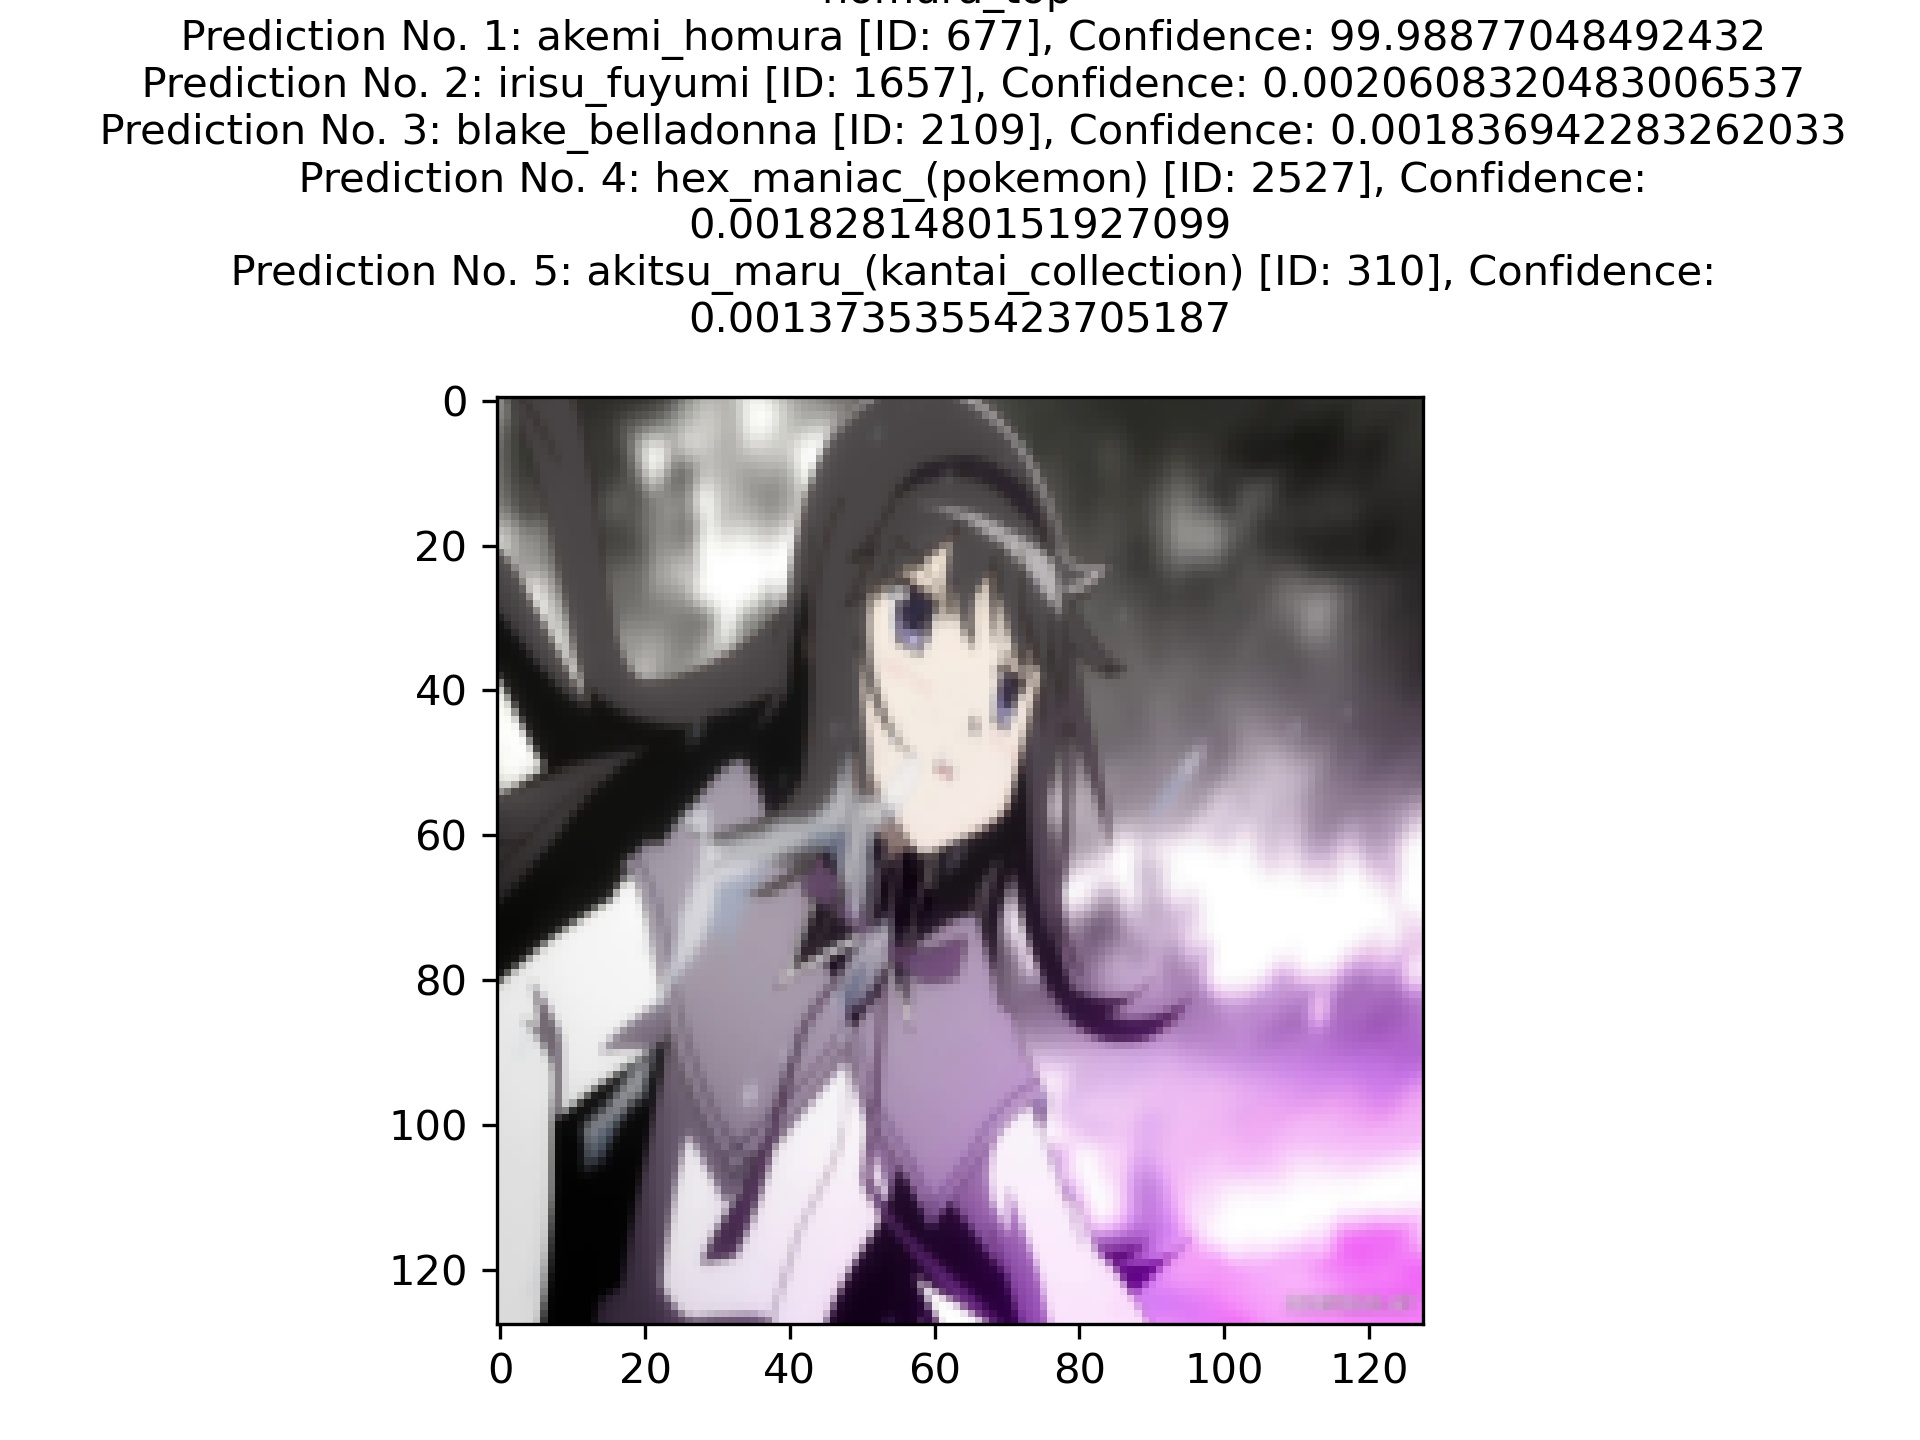 homuru_top
Prediction No. 1: akemi_homura [ID: 677], Confidence: 99.98877048492432
Prediction No. 2: irisu_fuyumi [ID: 1657], Confidence: 0.0020608320483006537
Prediction No. 3: blake_belladonna [ID: 2109], Confidence: 0.001836942283262033
Prediction No. 4: hex_maniac_(pokemon) [ID: 2527], Confidence:
0.0018281480151927099
Prediction No. 5: akitsu_maru_(kantai_collection) [ID: 310], Confidence:
0.0013735355423705187
0
20
40
60
80
100
120
0 20 40 60 80 100 120